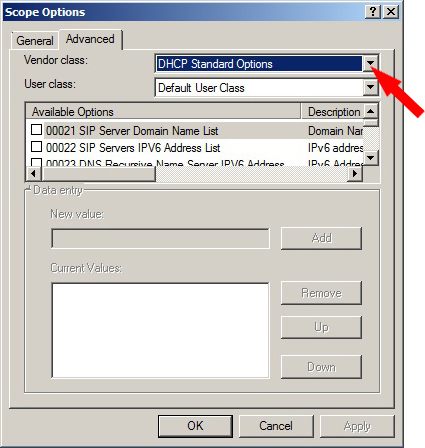 Scope Options
General
Advanced
Vendor class:
DHCP Standard Options
User class:
Default User Class
Available Options
Description
00021 SIP Server Domain Name List
Domain Nar
00022 SIP Servers IPV6 Address List
IPv6 addres
00023 DNS Recursive Name Server IPV6 Address
IPv6 addres
Data entry
New value:
Add
Current Values:
Remove
Up
Down
OK
Cancel
Apply